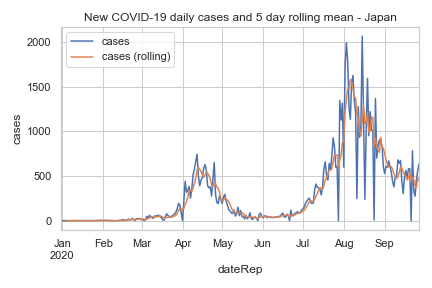 New COVID-19 daily cases and 5 day rolling mean - Japan
cases
cases (rolling)
2000
1500
1000
500
0
cases
Jan Feb Mar Apr May Jun Jul Aug Sep
2020
dateRep